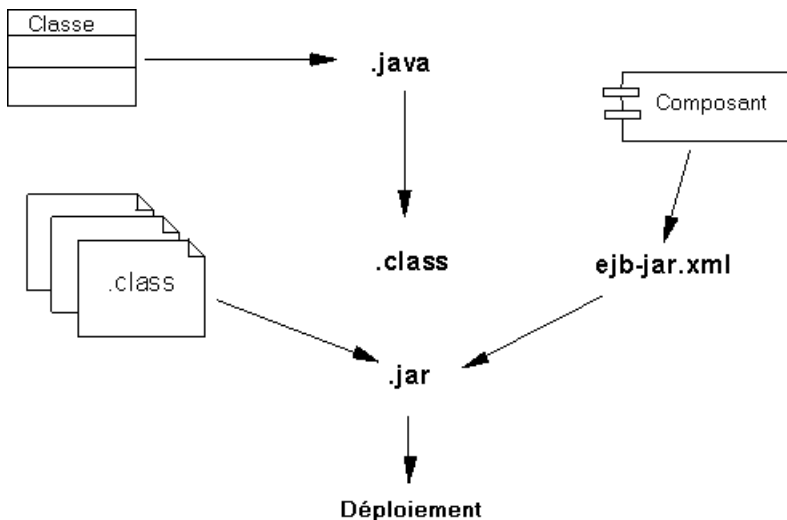 Classe
.java
Composant
.class
ejb-jar.xml
.class
.jar
Déploiement